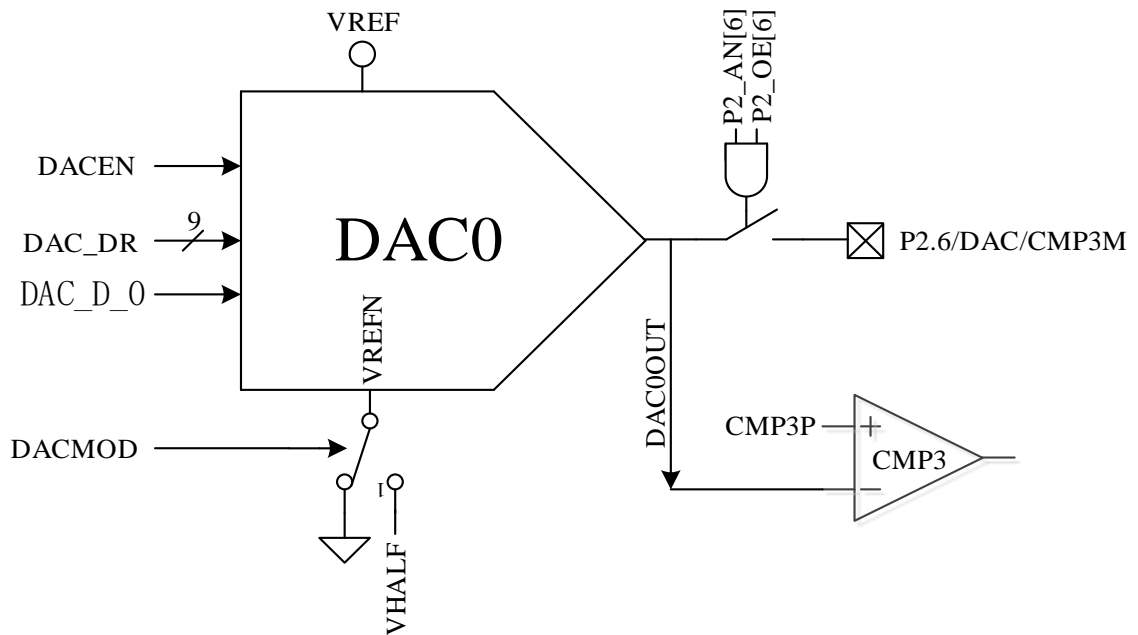 VREF
P2_AN[6]
P2_OE[6]
DACEN
9
DAC_DR
DAC0
P2.6/DAC/CMP3M
DAC_D_0
VREFN
DAC0OUT
CMP3P
+
CMP3
DACMOD
1
VHALF